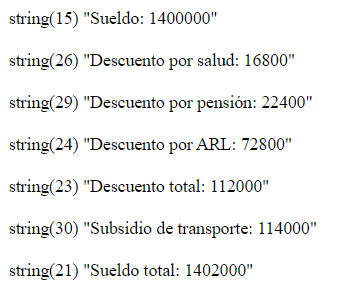 string(15) "Sueldo: 1400000"
string(26) "Descuento por salud: 16800"
string(29) "Descuento por pensión: 22400"
string(24) "Descuento por ARL: 72800"
string(23) "Descuento total: 112000"
string(30) "Subsidio de transporte: 114000"
string(21) "Sueldo total: 1402000"